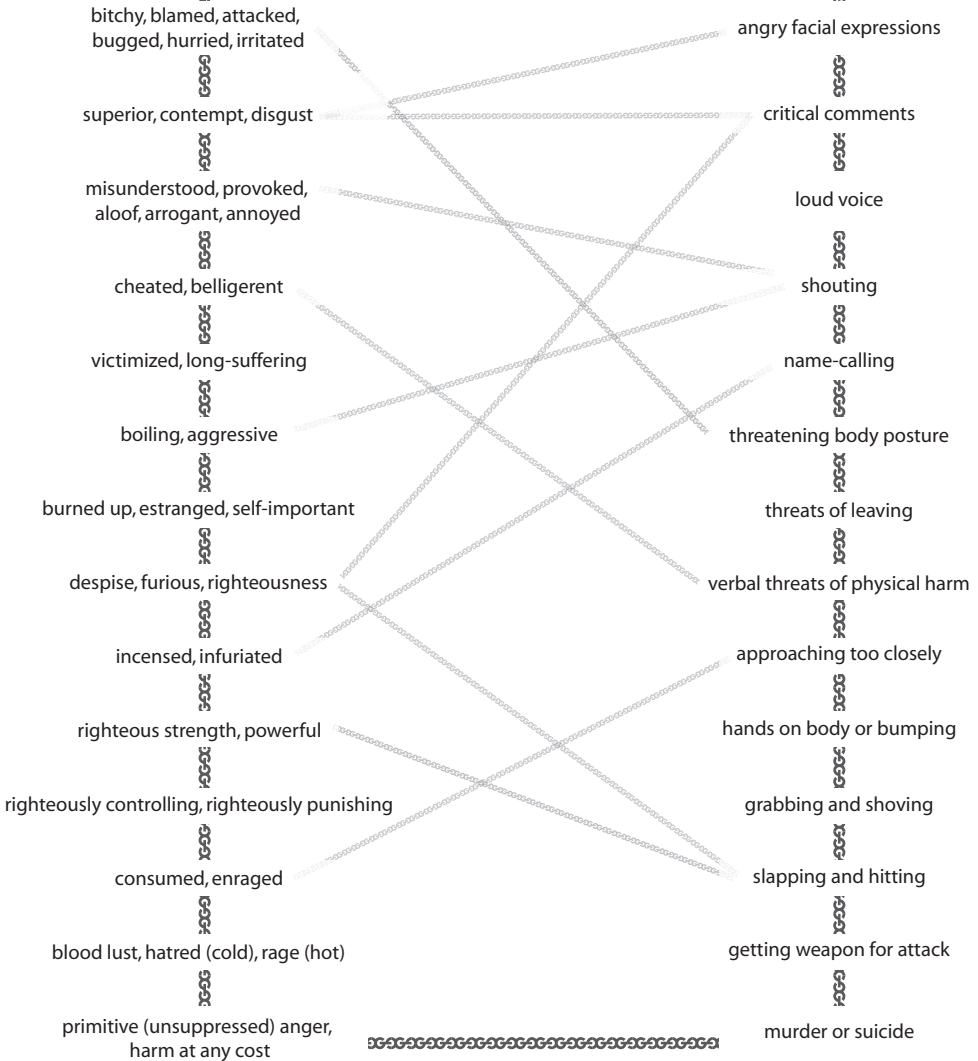 bitchy, blamed, attacked,
bugged, hurried, irritated
superior, contempt, disgust
misunderstood, provoked,
aloof, arrogant, annoyed
cheated, belligerent
victimized, long-suffering
boiling, aggressive
burned up, estranged, self-important
despise, furious, righteousness
incensed, infuriated
righteous strength, powerful
righteously controlling, righteously punishing
consumed, enraged
blood lust, hatred (cold), rage (hot)
primitive (unsuppressed) anger,
harm at any cost
angry facial expressions
critical comments
loud voice
shouting
name-calling
threatening body posture
threats of leaving
verbal threats of physical harm
approaching too closely
hands on body or bumping
grabbing and shoving
slapping and hitting
getting weapon for attack
murder or suicide